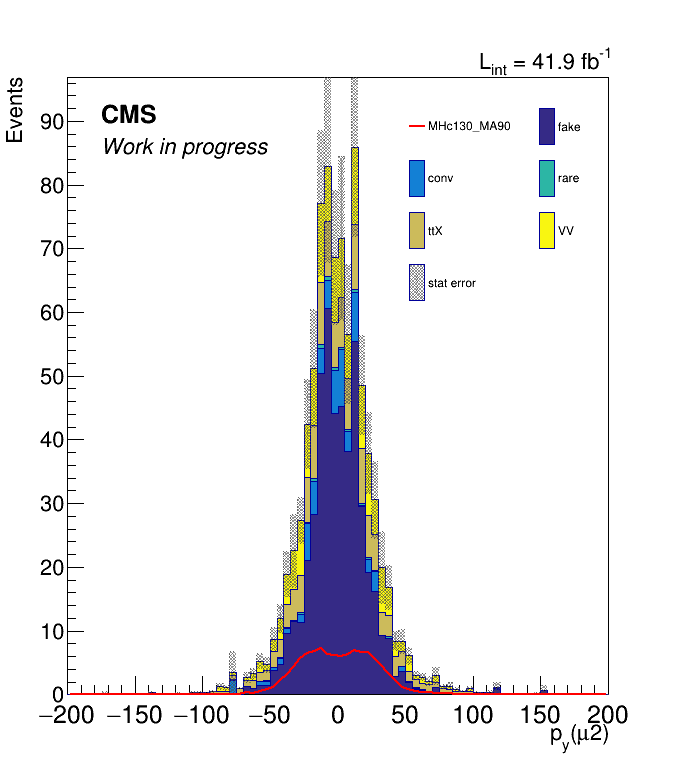 L_int = 41.9 fb^-1
Events
CMS
Work in progress
MHc130_MA90
fake
conv
rare
ttX
VV
stat error
90
80
70
60
50
40
30
20
10
0
−200 −150 −100 −50 0 50 100 150 200
p_y(μ2)